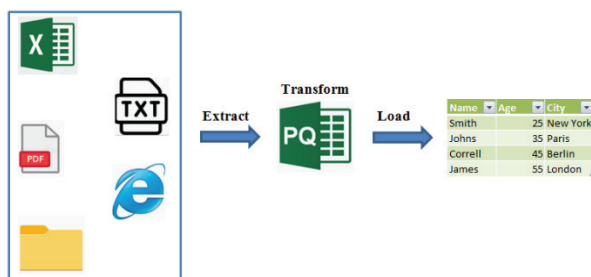 X
TXT
PDF
Extract
Transform
PQ
Load
Name Age City
Smith 25 New York
Johns 35 Paris
Correll 45 Berlin
James 55 London